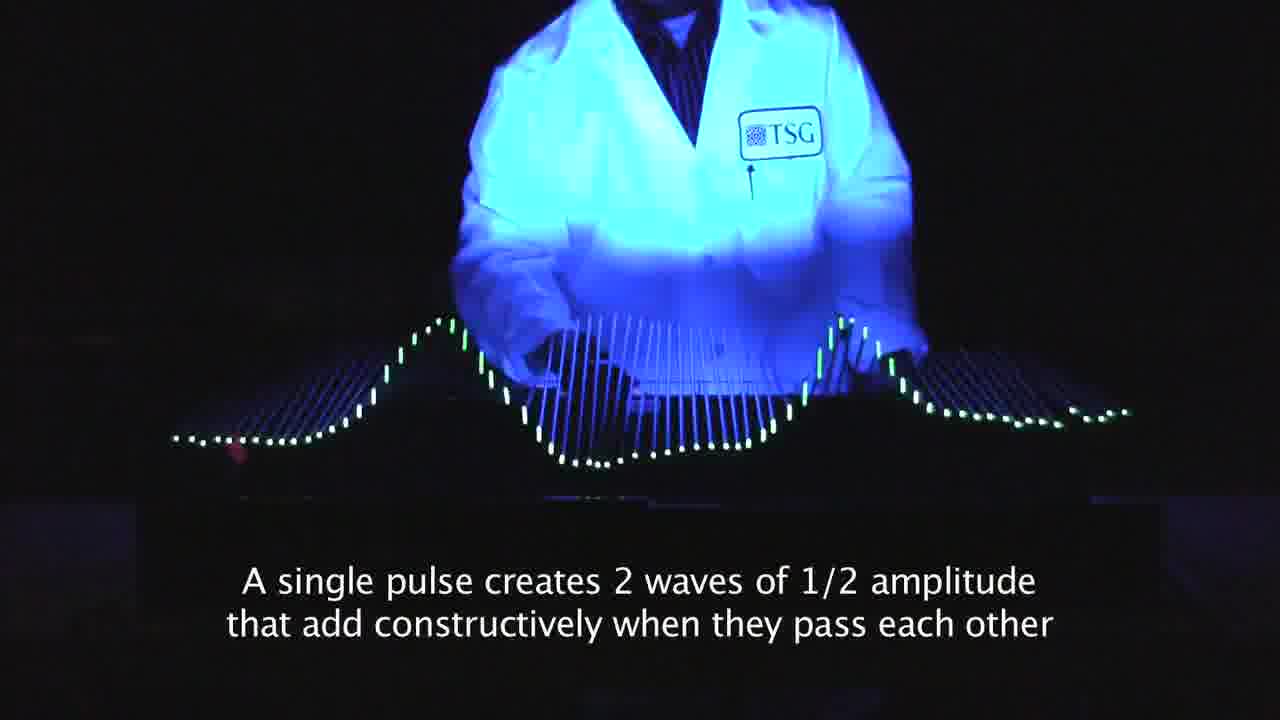 TSG
A single pulse creates 2 waves of 1/2 amplitude
that add constructively when they pass each other